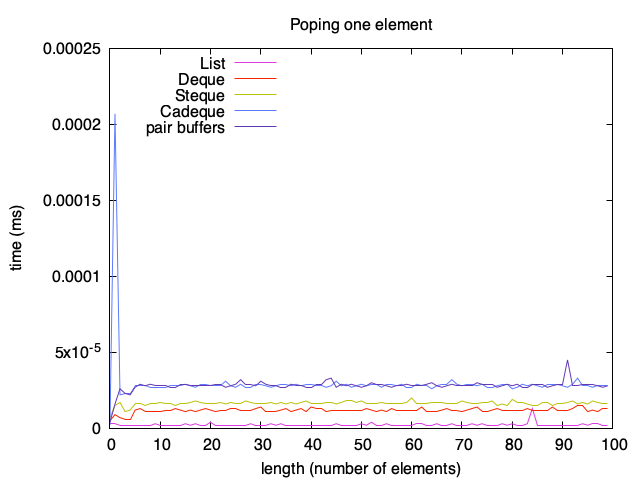 Poping one element
0.00025
0.0002
0.00015
0.0001
5x10-5
0
time (ms)
List
Deque
Steque
Cadeque
pair buffers
0 10 20 30 40 50 60 70 80 90 100
length (number of elements)